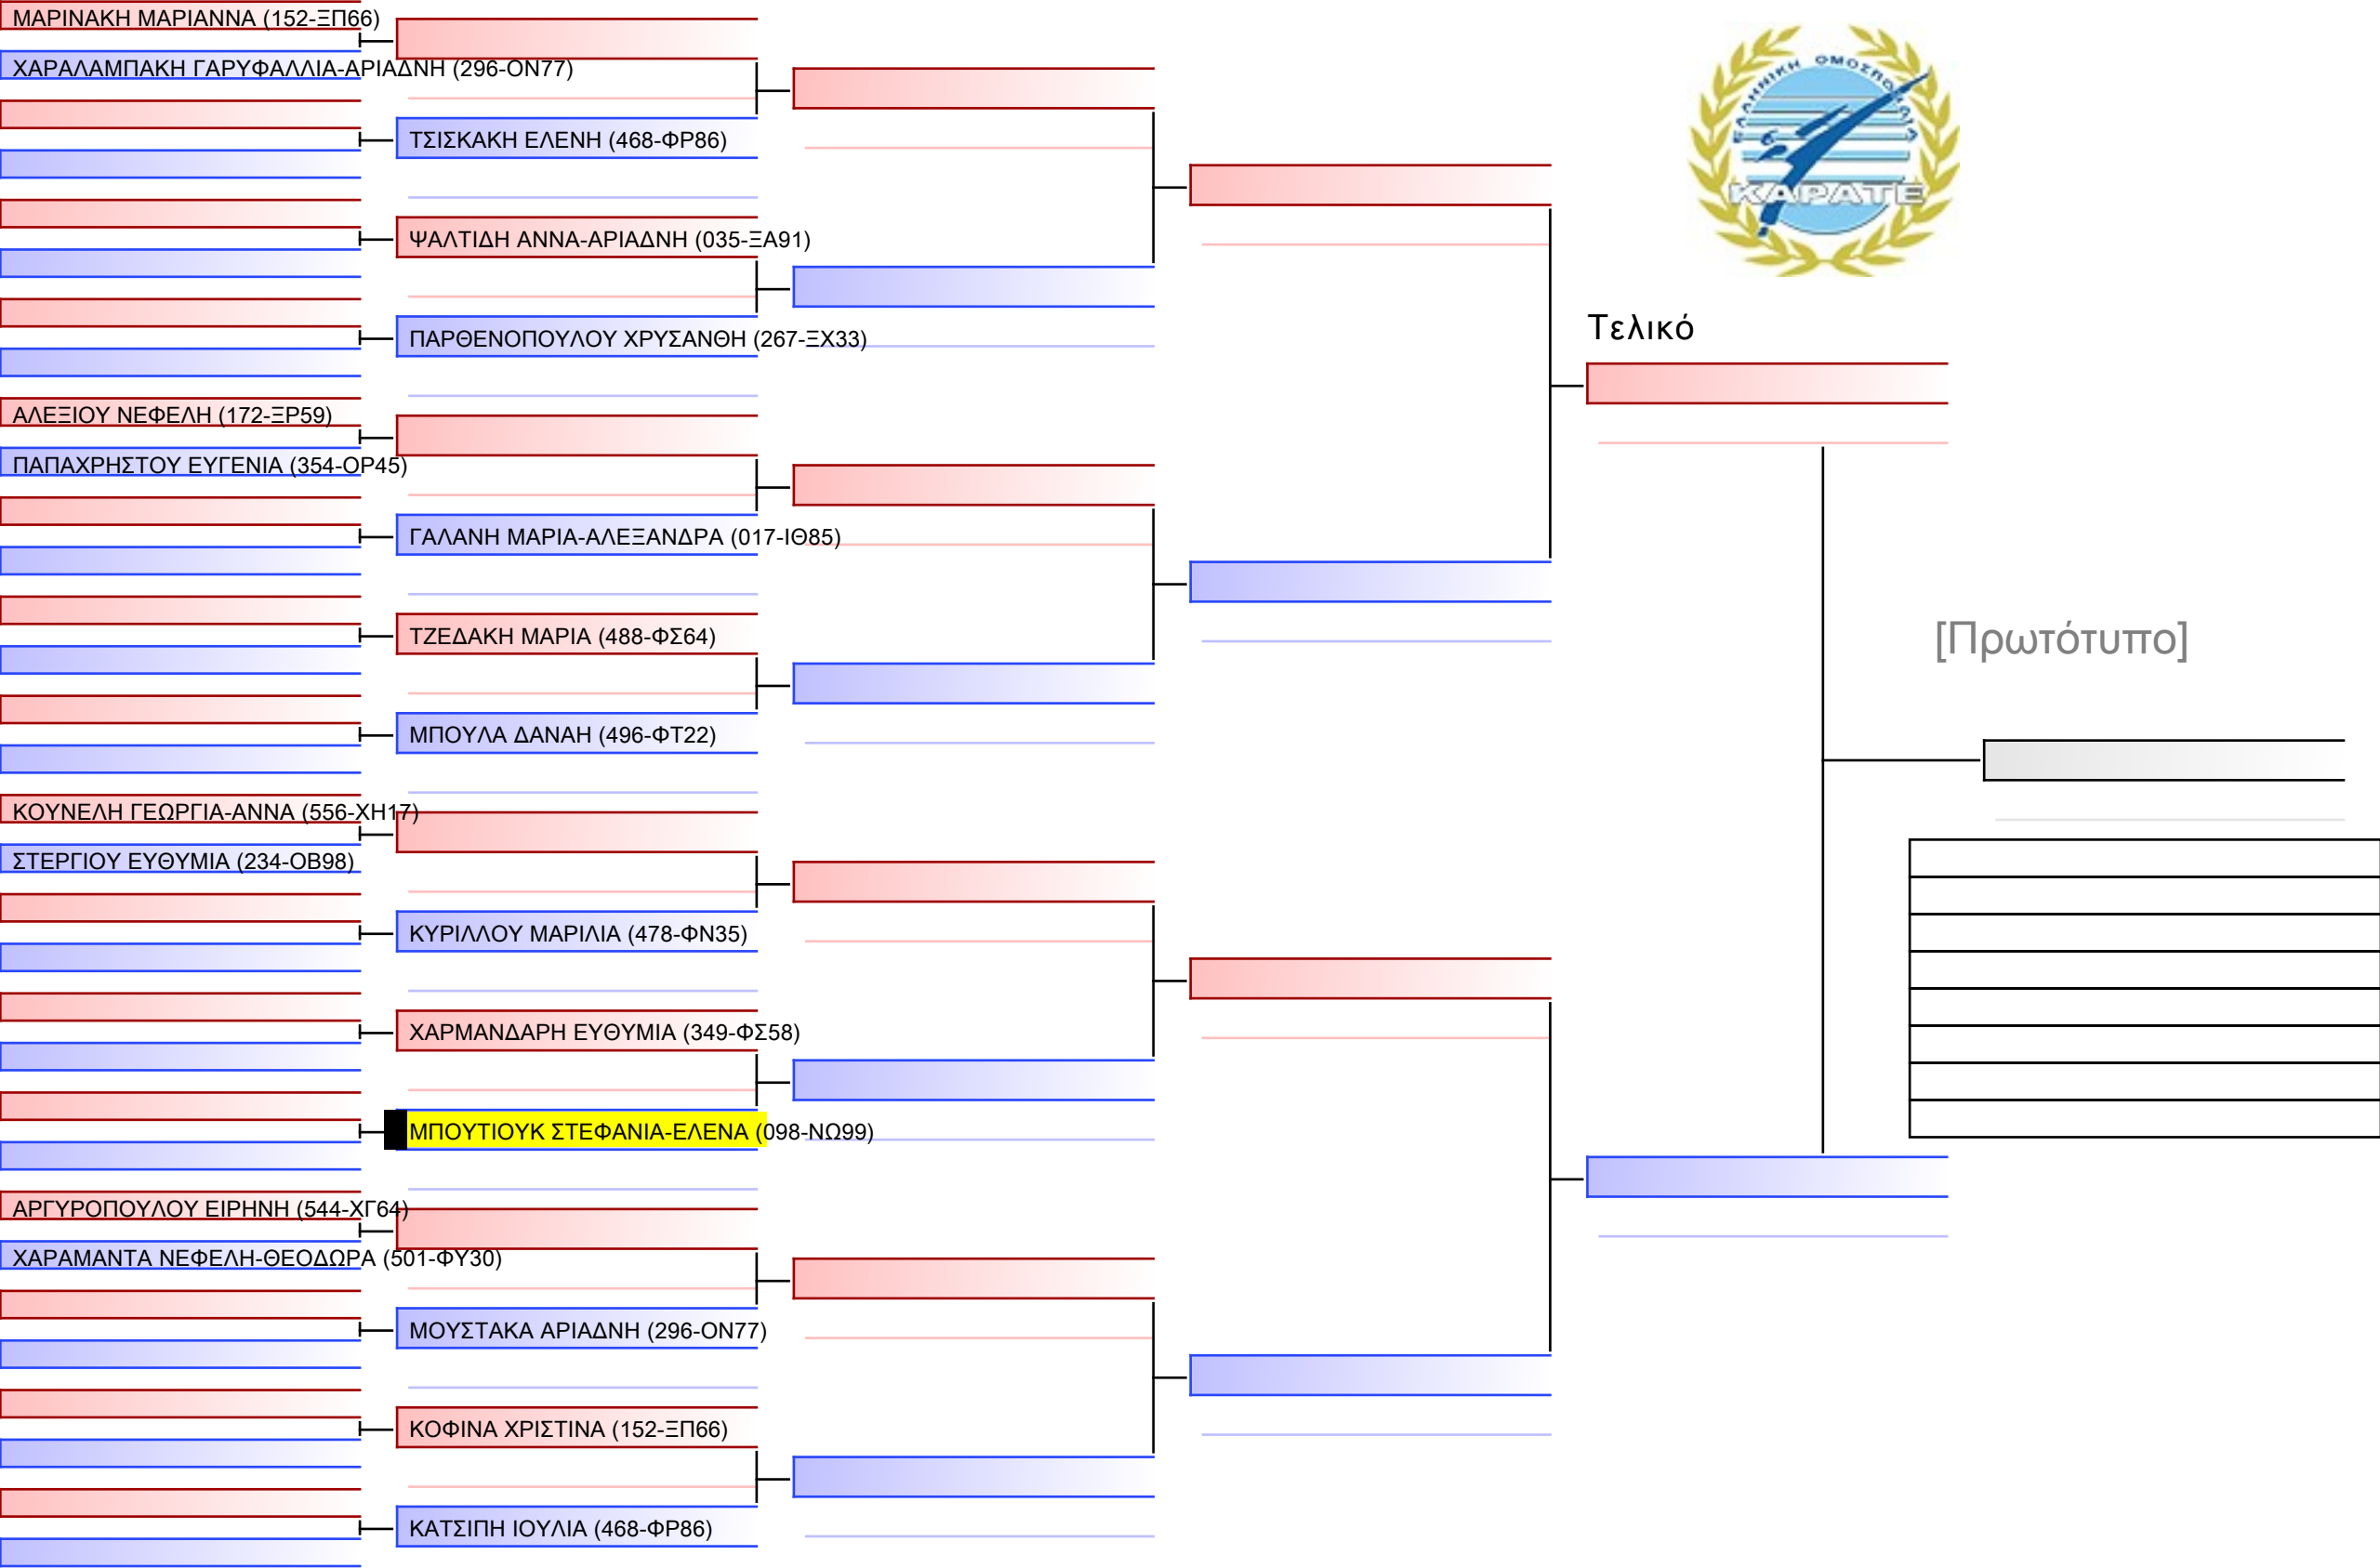 ΜΑΡΙΝΑΚΗ ΜΑΡΙΑΝΝΑ (152-ΞΠ66)
ΧΑΡΑΛΑΜΠΑΚΗ ΓΑΡΥΦΑΛΛΙΑ-ΑΡΙΑΔΝΗ (296-ΟΝ77)
ΤΣΙΣΚΑΚΗ ΕΛΕΝΗ (468-ΦΡ86)
ΨΑΛΤΙΔΗ ΑΝΝΑ-ΑΡΙΑΔΝΗ (035-ΞΑ91)
ΠΑΡΘΕΝΟΠΟΥΛΟΥ ΧΡΥΣΑΝΘΗ (267-ΞΧ33)
ΑΛΕΞΙΟΥ ΝΕΦΕΛΗ (172-ΞΡ59)
ΠΑΠΑΧΡΗΣΤΟΥ ΕΥΓΕΝΙΑ (354-ΟΡ45)
ΓΑΛΑΝΗ ΜΑΡΙΑ-ΑΛΕΞΑΝΔΡΑ (017-ΙΘ85)
ΤΖΕΔΑΚΗ ΜΑΡΙΑ (488-ΦΣ64)
ΜΠΟΥΛΑ ΔΑΝΑΗ (496-ΦΤ22)
ΚΟΥΝΕΛΗ ΓΕΩΡΓΙΑ-ΑΝΝΑ (556-ΧΗ17)
ΣΤΕΡΓΙΟΥ ΕΥΘΥΜΙΑ (234-ΟΒ98)
ΚΥΡΙΛΛΟΥ ΜΑΡΙΛΙΑ (478-ΦΝ35)
ΧΑΡΜΑΝΔΑΡΗ ΕΥΘΥΜΙΑ (349-ΦΣ58)
ΜΠΟΥΤΙΟΥΚ ΣΤΕΦΑΝΙΑ-ΕΛΕΝΑ (098-ΝΩ99)
ΑΡΓΥΡΟΠΟΥΛΟΥ ΕΙΡΗΝΗ (544-ΧΓ64)
ΧΑΡΑΜΑΝΤΑ ΝΕΦΕΛΗ-ΘΕΟΔΩΡΑ (501-ΦΥ30)
ΜΟΥΣΤΑΚΑ ΑΡΙΑΔΝΗ (296-ΟΝ77)
ΚΟΦΙΝΑ ΧΡΙΣΤΙΝΑ (152-ΞΠ66)
ΚΑΤΣΙΠΗ ΙΟΥΛΙΑ (468-ΦΡ86)
ΕΛΛΗΝΙΚΗ ΟΜΟΣΠΟΝΔΙΑ
ΚΑΡΑΤΕ
Τελικό
[Πρωτότυπο]